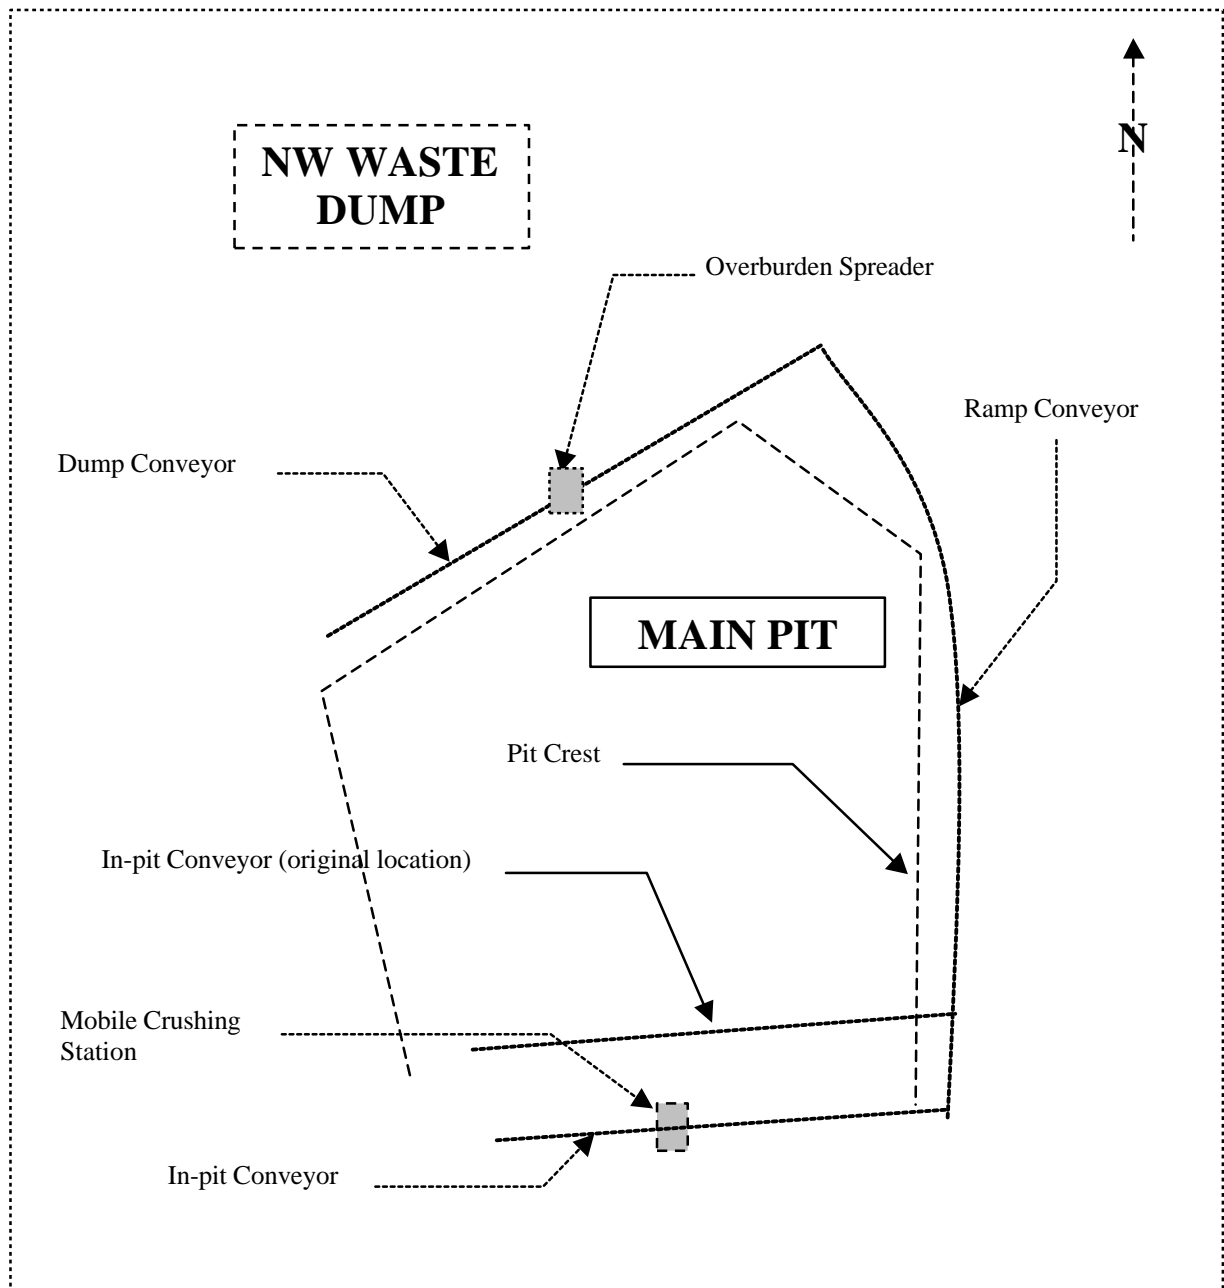 N
NW WASTE
DUMP
Overburden Spreader
Ramp Conveyor
Dump Conveyor
MAIN PIT
Pit Crest
In-pit Conveyor (original location)
Mobile Crushing
Station
In-pit Conveyor